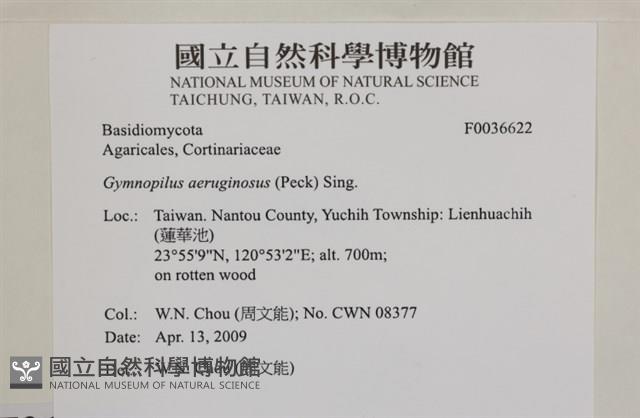 國立自然科學博物館
NATIONAL MUSEUM OF NATURAL SCIENCE
TAICHUNG, TAIWAN, R.O.C.
Basidiomycota F0036622
Agaricales, Cortinariaceae
Gymnopilus aeruginosus (Peck) Sing.
Loc.: Taiwan. Nantou County, Yuchih Township: Lienhuachih
(蓮華池)
23°55'9"N, 120°53'2"E; alt. 700m;
on rotten wood
Col.: W.N. Chou (周文能); No. CWN 08377
Date: Apr. 13, 2009
國立自然科學博物館
NATIONAL MUSEUM OF NATURAL SCIENCE
文能)